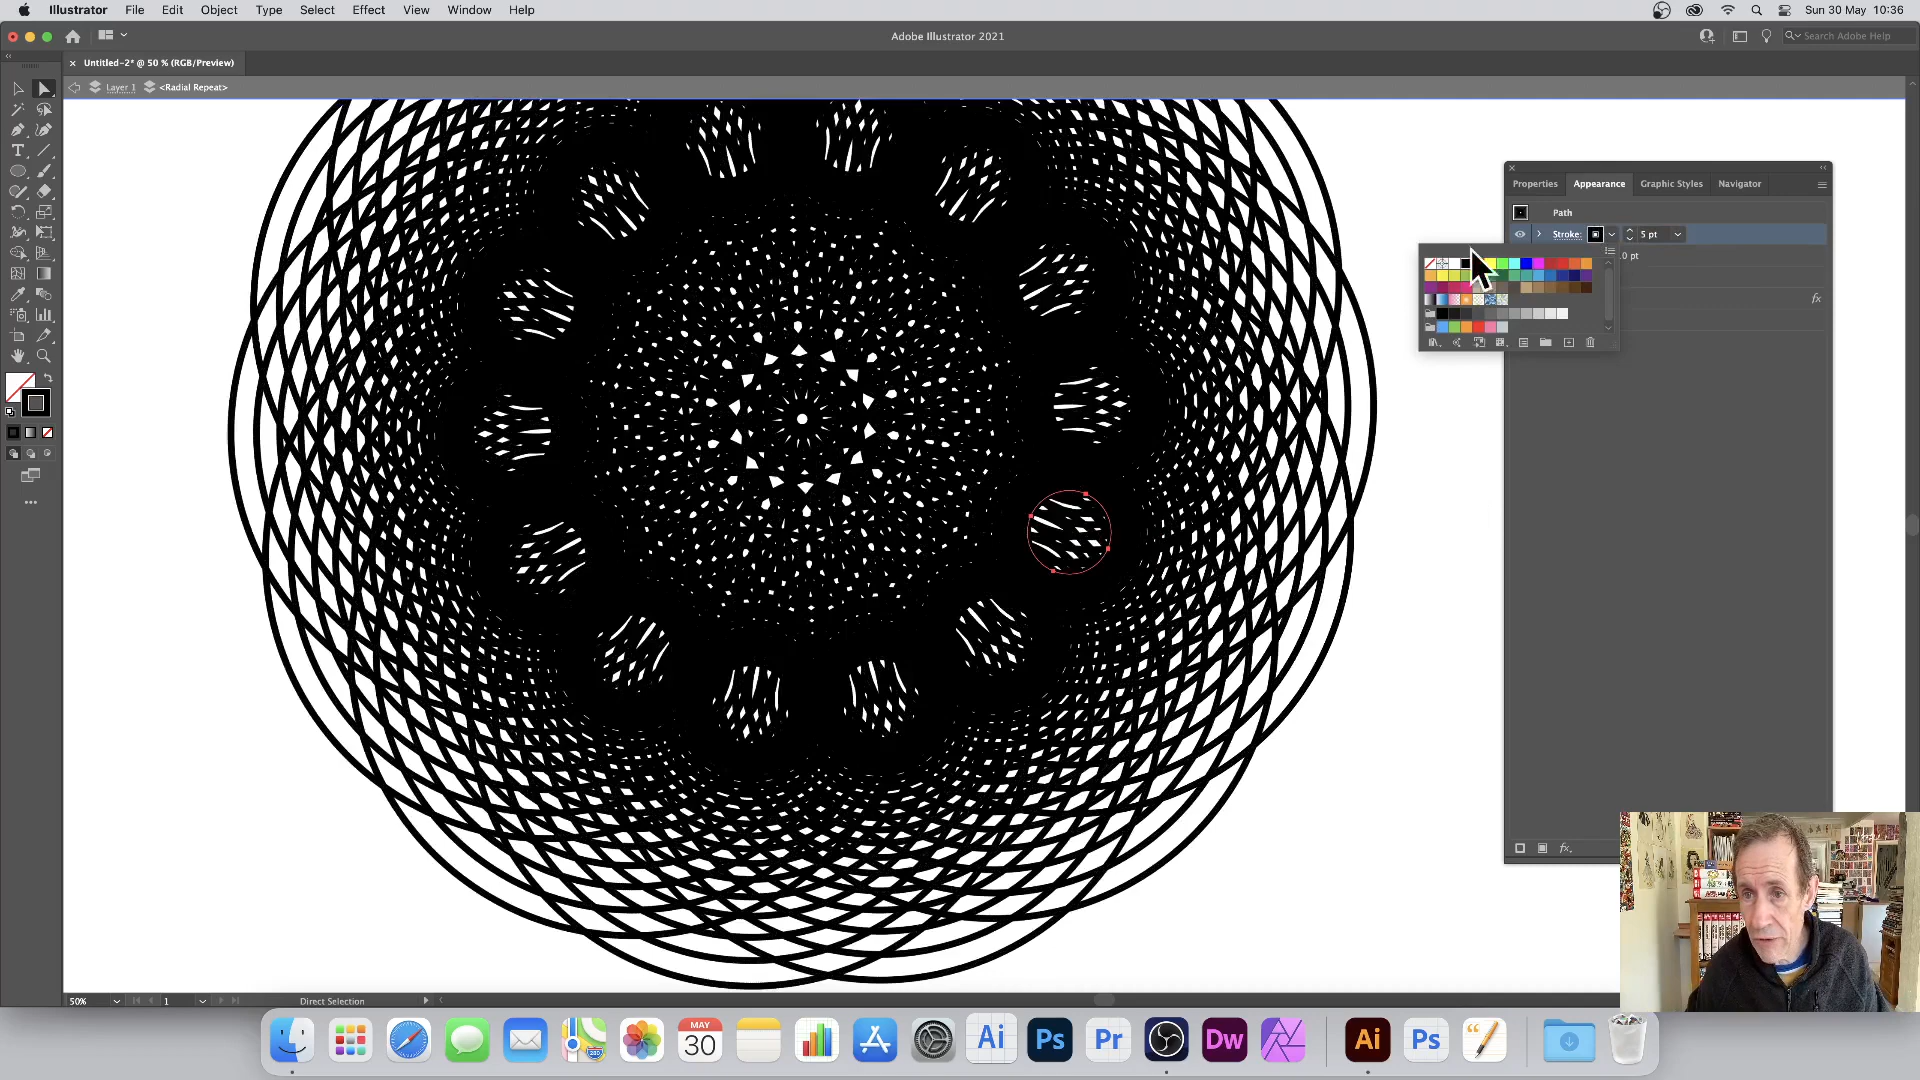 Illustrator File Edit Object Type Select Effect View Window Help
Sun 30 May 10:36
Adobe Illustrator 2021
Search Adobe Help
Untitled-2* @ 50 % (RGB/Preview)
Layer 1 <Radial Repeat>
Properties Appearance Graphic Styles Navigator
Path
Stroke: 5 pt
.0 pt
fx
T
fx.
50% 1 Direct Selection
MAY
30
280
Ai Ps Pr Dw Ai Ps